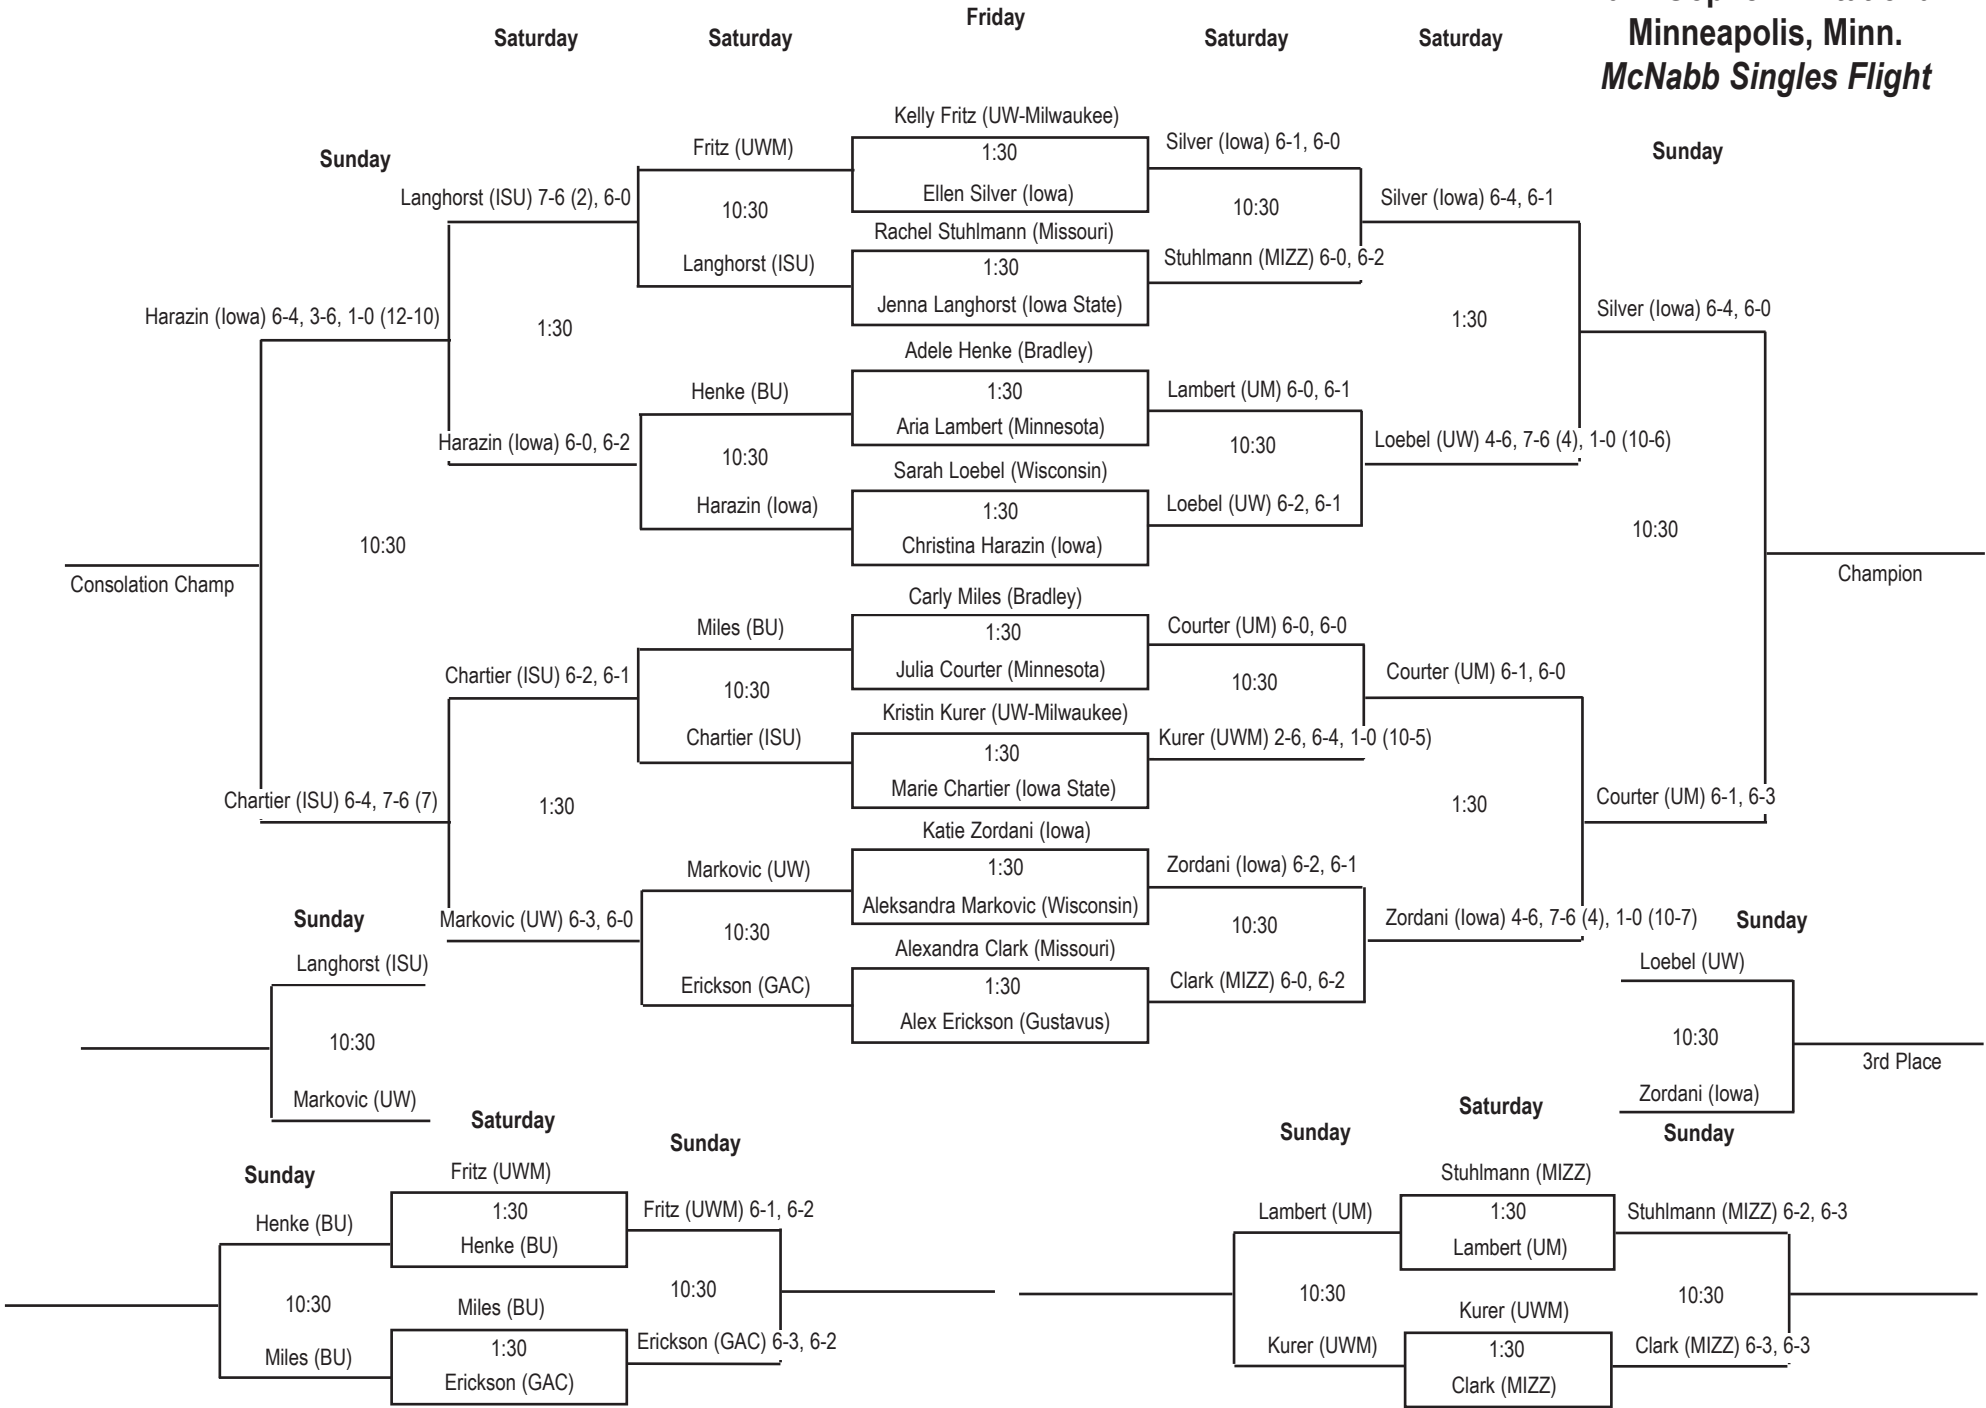 Minneapolis, Minn.
McNabb Singles Flight
Friday
Saturday
Saturday
Saturday
Saturday
Sunday
Sunday
Kelly Fritz (UW-Milwaukee)
1:30
Ellen Silver (Iowa)
Rachel Stuhlmann (Missouri)
1:30
Jenna Langhorst (Iowa State)
Adele Henke (Bradley)
1:30
Aria Lambert (Minnesota)
Sarah Loebel (Wisconsin)
1:30
Christina Harazin (Iowa)
Carly Miles (Bradley)
1:30
Julia Courter (Minnesota)
Kristin Kurer (UW-Milwaukee)
1:30
Marie Chartier (Iowa State)
Katie Zordani (Iowa)
1:30
Aleksandra Markovic (Wisconsin)
Alexandra Clark (Missouri)
1:30
Alex Erickson (Gustavus)
Fritz (UWM)
10:30
Langhorst (ISU)
Henke (BU)
10:30
Harazin (Iowa)
Miles (BU)
10:30
Chartier (ISU)
Markovic (UW)
10:30
Erickson (GAC)
Langhorst (ISU) 7-6 (2), 6-0
1:30
Harazin (Iowa) 6-0, 6-2
Chartier (ISU) 6-2, 6-1
1:30
Markovic (UW) 6-3, 6-0
Harazin (Iowa) 6-4, 3-6, 1-0 (12-10)
10:30
Chartier (ISU) 6-4, 7-6 (7)
Consolation Champ
Silver (Iowa) 6-1, 6-0
10:30
Stuhlmann (MIZZ) 6-0, 6-2
Lambert (UM) 6-0, 6-1
10:30
Loebel (UW) 6-2, 6-1
Courter (UM) 6-0, 6-0
10:30
Kurer (UWM) 2-6, 6-4, 1-0 (10-5)
Zordani (Iowa) 6-2, 6-1
10:30
Clark (MIZZ) 6-0, 6-2
Silver (Iowa) 6-4, 6-1
1:30
Loebel (UW) 4-6, 7-6 (4), 1-0 (10-6)
Courter (UM) 6-1, 6-0
1:30
Zordani (Iowa) 4-6, 7-6 (4), 1-0 (10-7)
Silver (Iowa) 6-4, 6-0
10:30
Courter (UM) 6-1, 6-3
Champion
Sunday
Langhorst (ISU)
10:30
Markovic (UW)
Sunday
Loebel (UW)
10:30
Zordani (Iowa)
3rd Place
Saturday
Sunday
Sunday
Fritz (UWM)
1:30
Henke (BU)
Miles (BU)
1:30
Erickson (GAC)
Henke (BU)
10:30
Miles (BU)
Fritz (UWM) 6-1, 6-2
10:30
Erickson (GAC) 6-3, 6-2
Saturday
Sunday
Sunday
Stuhlmann (MIZZ)
1:30
Lambert (UM)
Kurer (UWM)
1:30
Clark (MIZZ)
Lambert (UM)
10:30
Kurer (UWM)
Stuhlmann (MIZZ) 6-2, 6-3
10:30
Clark (MIZZ) 6-3, 6-3